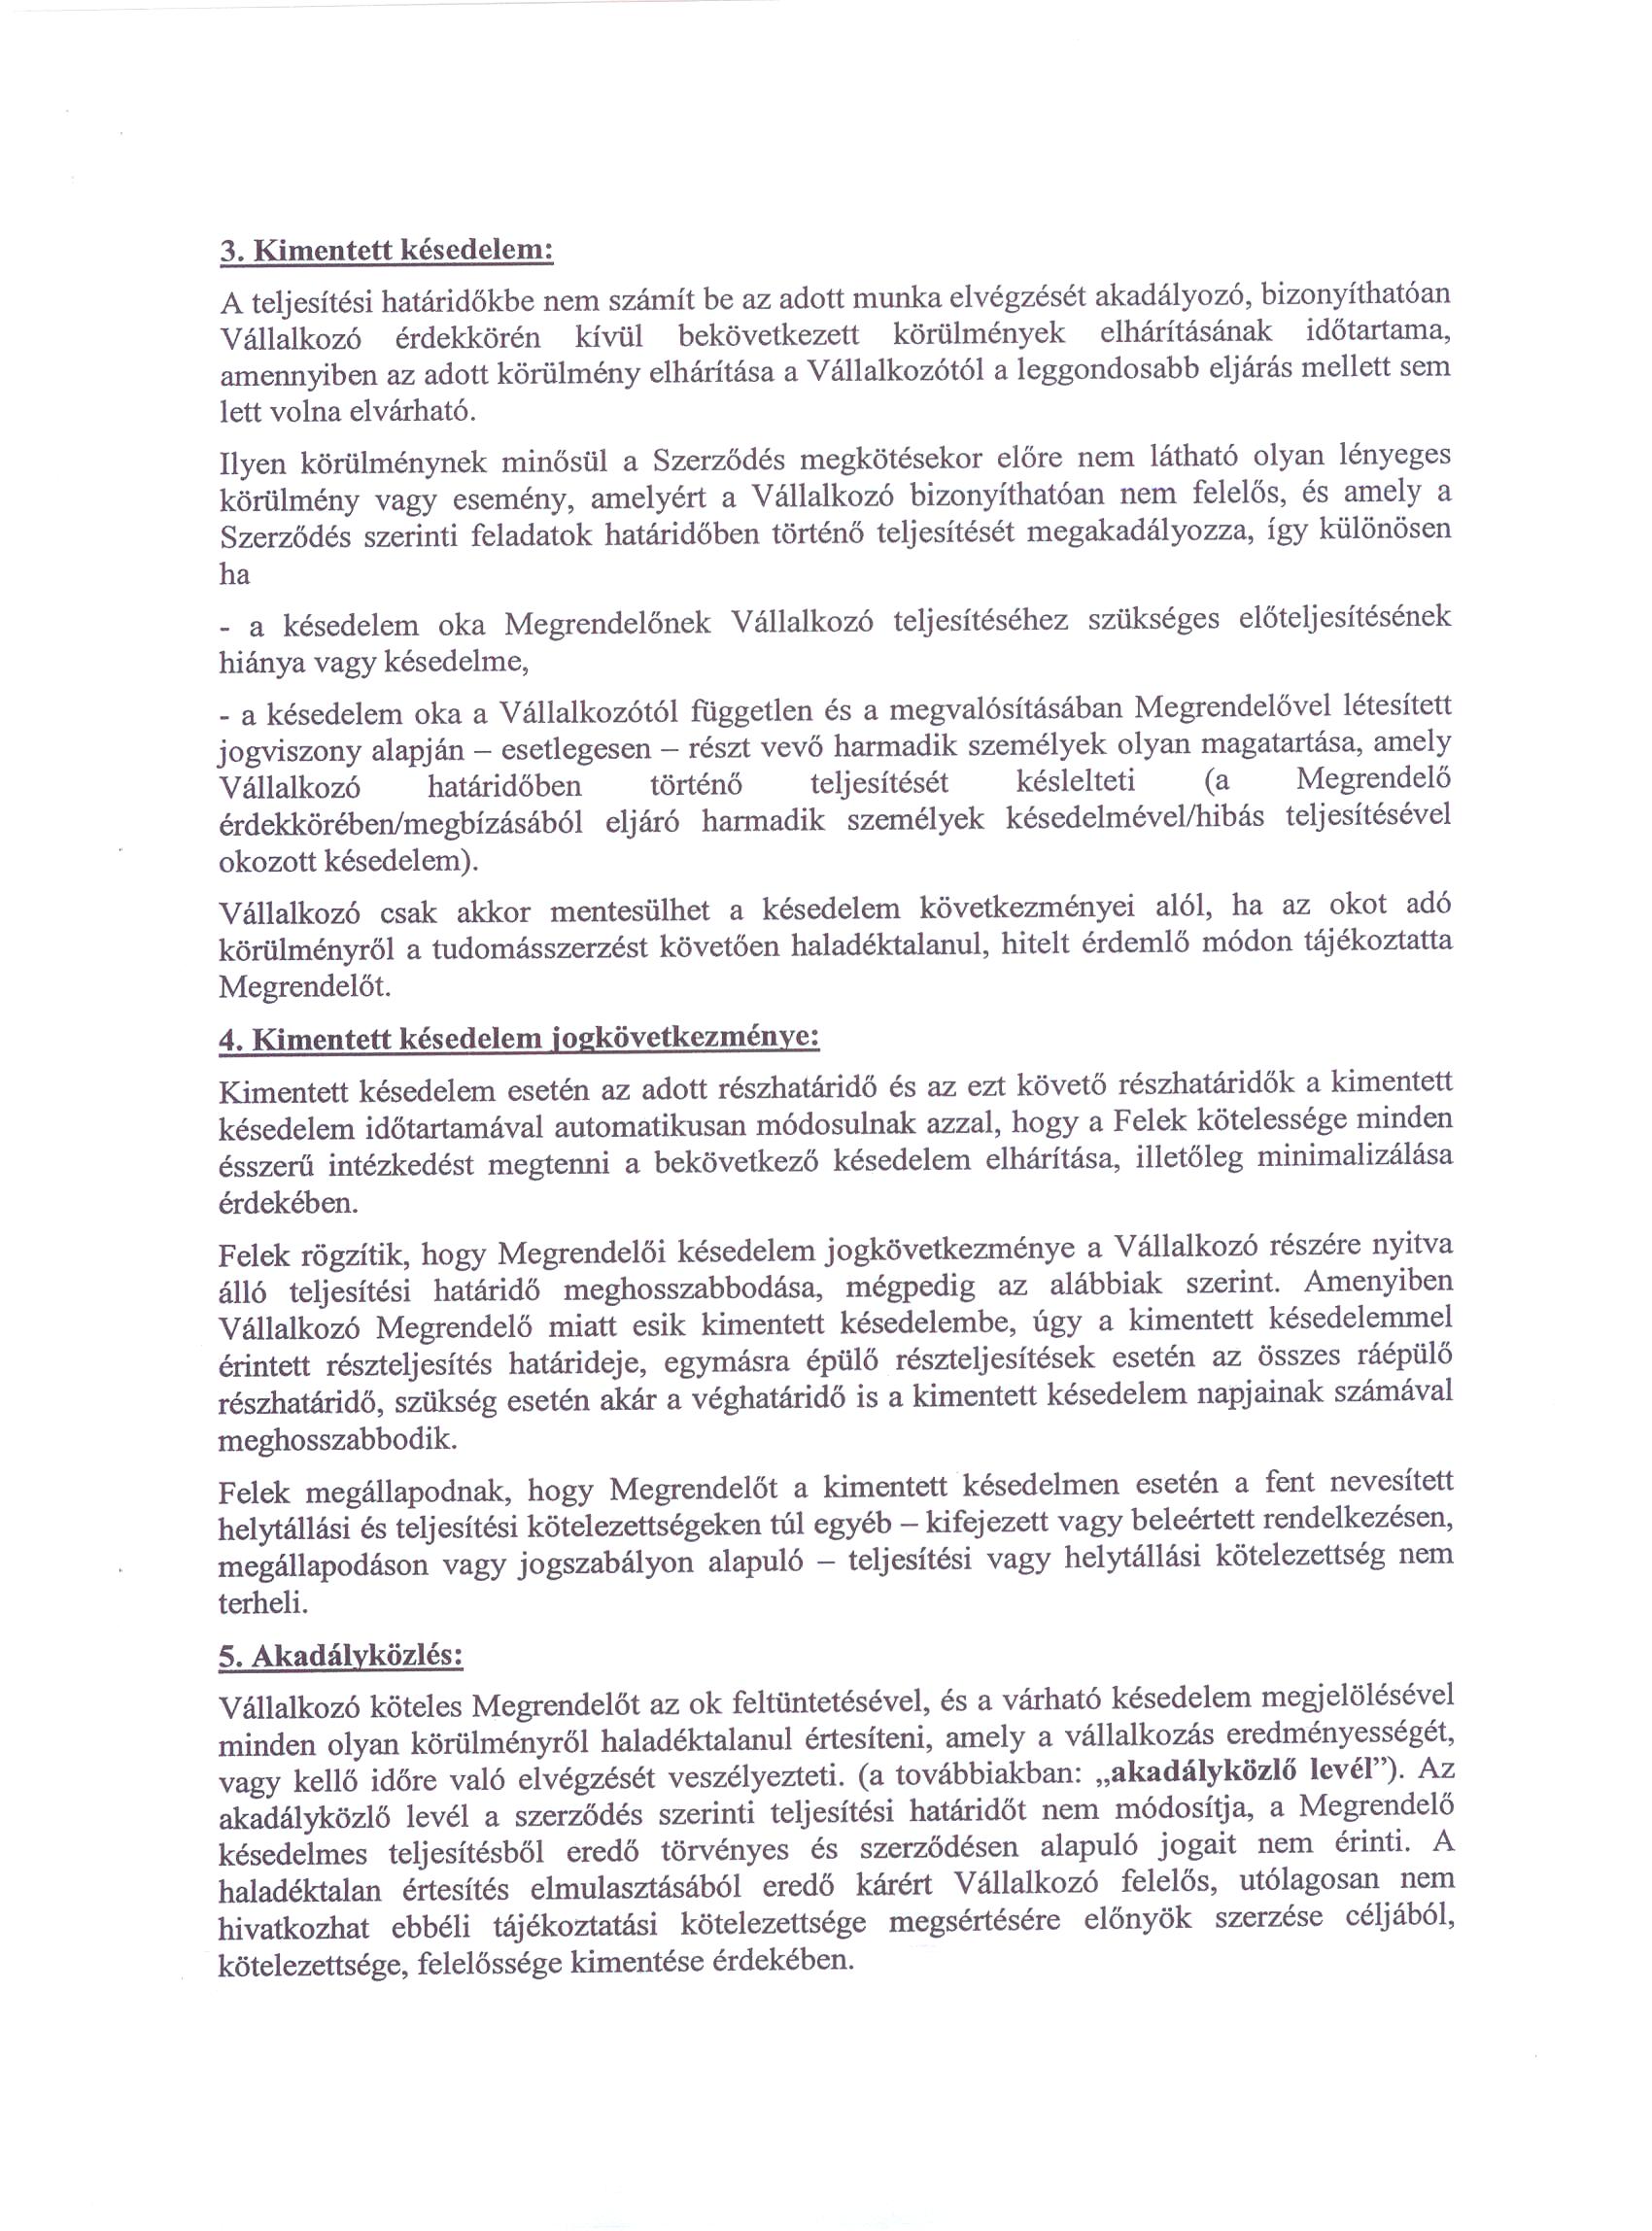 3. Kimentett késedelem:
A teljesítési határidőkbe nem számít be az adott munka elvégzését akadályozó, bizonyíthatóan
Vállalkozó érdekkörén kívül bekövetkezett körülmények elhárításának időtartama,
amennyiben az adott körülmény elhárítása a Vállalkozótól a leggondosabb eljárás mellett sem
lett volna elvárható.
Ilyen körülménynek minősül a Szerződés megkötésekor előre nem látható olyan lényeges
körülmény vagy esemény, amelyért a Vállalkozó bizonyíthatóan nem felelős, és amely a
Szerződés szerinti feladatok határidőben történő teljesítését megakadályozza, így különösen
ha
- a késedelem oka Megrendelőnek Vállalkozó teljesítéséhez szükséges előteljesítésének
hiánya vagy késedelme,
- a késedelem oka a Vállalkozótól független és a megvalósításában Megrendelővel létesített
jogviszony alapján – esetlegesen – részt vevő harmadik személyek olyan magatartása, amely
Vállalkozó határidőben történő teljesítését késlelteti (a Megrendelő
érdekkörében/megbízásából eljáró harmadik személyek késedelmével/hibás teljesítésével
okozott késedelem).
Vállalkozó csak akkor mentesülhet a késedelem következményei alól, ha az okot adó
körülményről a tudomásszerzést követően haladéktalanul, hitelt érdemlő módon tájékoztatta
Megrendelőt.
4. Kimentett késedelem jogkövetkezménye:
Kimentett késedelem esetén az adott részhatáridő és az ezt követő részhatáridők a kimentett
késedelem időtartamával automatikusan módosulnak azzal, hogy a Felek kötelessége minden
ésszerű intézkedést megtenni a bekövetkező késedelem elhárítása, illetőleg minimalizálása
érdekében.
Felek rögzítik, hogy Megrendelői késedelem jogkövetkezménye a Vállalkozó részére nyitva
álló teljesítési határidő meghosszabbodása, mégpedig az alábbiak szerint. Amenyiben
Vállalkozó Megrendelő miatt esik kimentett késedelembe, úgy a kimentett késedelemmel
érintett részteljesítés határideje, egymásra épülő részteljesítések esetén az összes ráépülő
részhatáridő, szükség esetén akár a véghatáridő is a kimentett késedelem napjainak számával
meghosszabbodik.
Felek megállapodnak, hogy Megrendelőt a kimentett késedelmen esetén a fent nevesített
helytállási és teljesítési kötelezettségeken túl egyéb – kifejezett vagy beleértett rendelkezésen,
megállapodáson vagy jogszabályon alapuló – teljesítési vagy helytállási kötelezettség nem
terheli.
5. Akadályközlés:
Vállalkozó köteles Megrendelőt az ok feltüntetésével, és a várható késedelem megjelölésével
minden olyan körülményről haladéktalanul értesíteni, amely a vállalkozás eredményességét,
vagy kellő időre való elvégzését veszélyezteti. (a továbbiakban: „akadályközlő levél”). Az
akadályközlő levél a szerződés szerinti teljesítési határidőt nem módosítja, a Megrendelő
késedelmes teljesítésből eredő törvényes és szerződésen alapuló jogait nem érinti. A
haladéktalan értesítés elmulasztásából eredő kárért Vállalkozó felelős, utólagosan nem
hivatkozhat ebbéli tájékoztatási kötelezettsége megsértésére előnyök szerzése céljából,
kötelezettsége, felelőssége kimentése érdekében.